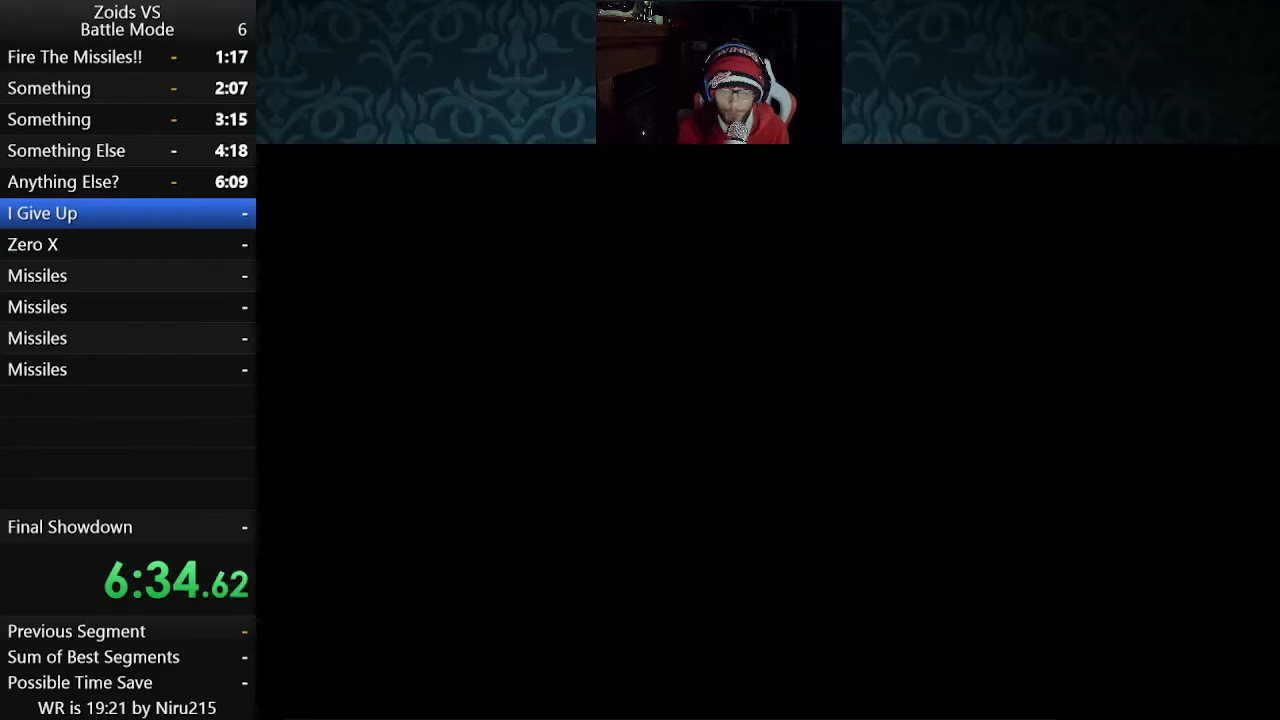 Zoids VS
Battle Mode 6
Fire The Missiles!! - 1:17
Something - 2:07
Something - 3:15
Something Else - 4:18
Anything Else? - 6:09
I Give Up -
Zero X -
Missiles -
Missiles -
Missiles -
Missiles -
Final Showdown -
6:34.62
Previous Segment -
Sum of Best Segments -
Possible Time Save -
WR is 19:21 by Niru215